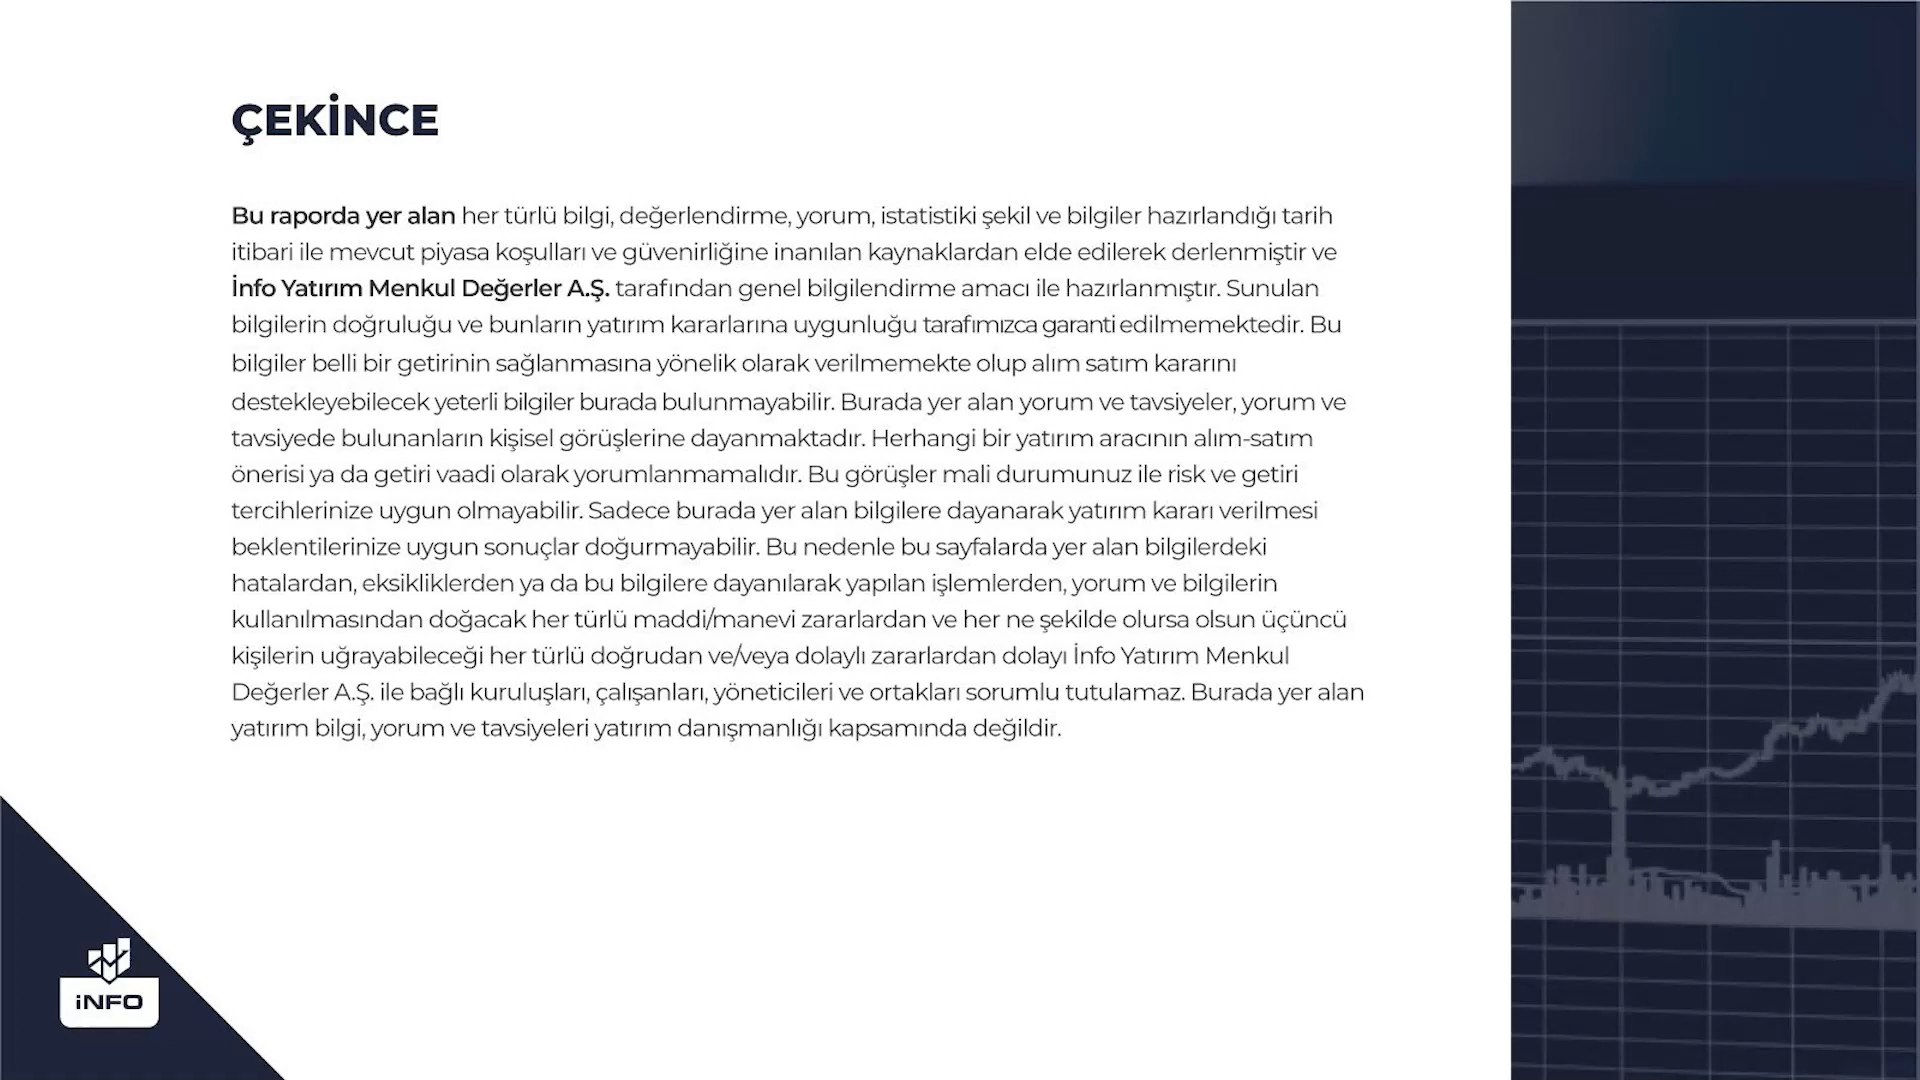 ÇEKİNCE
Bu raporda yer alan her türlü bilgi, değerlendirme, yorum, istatistiki şekil ve bilgiler hazırlandığı tarih
itibari ile mevcut piyasa koşulları ve güvenirliğine inanılan kaynaklardan elde edilerek derlenmiştir ve
İnfo Yatırım Menkul Değerler A.Ş. tarafından genel bilgilendirme amacı ile hazırlanmıştır. Sunulan
bilgilerin doğruluğu ve bunların yatırım kararlarına uygunluğu tarafımızca garanti edilmemektedir. Bu
bilgiler belli bir getirinin sağlanmasına yönelik olarak verilmemekte olup alım satım kararını
destekleyebilecek yeterli bilgiler burada bulunmayabilir. Burada yer alan yorum ve tavsiyeler, yorum ve
tavsiyede bulunanların kişisel görüşlerine dayanmaktadır. Herhangi bir yatırım aracının alım-satım
önerisi ya da getiri vaadi olarak yorumlanmamalıdır. Bu görüşler mali durumunuz ile risk ve getiri
tercihlerinize uygun olmayabilir. Sadece burada yer alan bilgilere dayanarak yatırım kararı verilmesi
beklentilerinize uygun sonuçlar doğurmayabilir. Bu nedenle bu sayfalarda yer alan bilgilerdeki
hatalardan, eksikliklerden ya da bu bilgilere dayanılarak yapılan işlemlerden, yorum ve bilgilerin
kullanılmasından doğacak her türlü maddi/manevi zararlardan ve her ne şekilde olursa olsun üçüncü
kişilerin uğrayabileceği her türlü doğrudan ve/veya dolaylı zararlardan dolayı İnfo Yatırım Menkul
Değerler A.Ş. ile bağlı kuruluşları, çalışanları, yöneticileri ve ortakları sorumlu tutulamaz. Burada yer alan
yatırım bilgi, yorum ve tavsiyeleri yatırım danışmanlığı kapsamında değildir.
iNFO